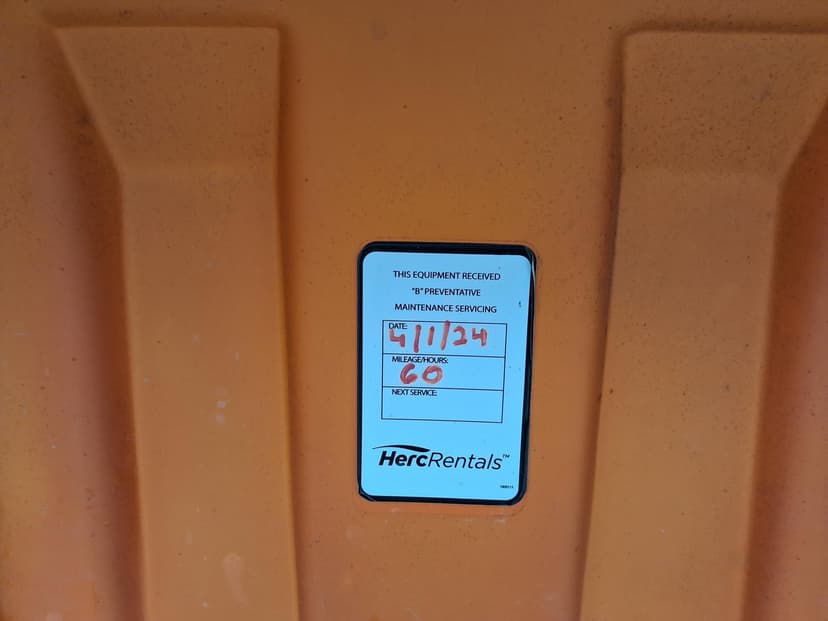 THIS EQUIPMENT RECEIVED
"B" PREVENTATIVE
MAINTENANCE SERVICING
DATE:
4/1/24
MILEAGE/HOURS:
60
NEXT SERVICE:
HercRentals™